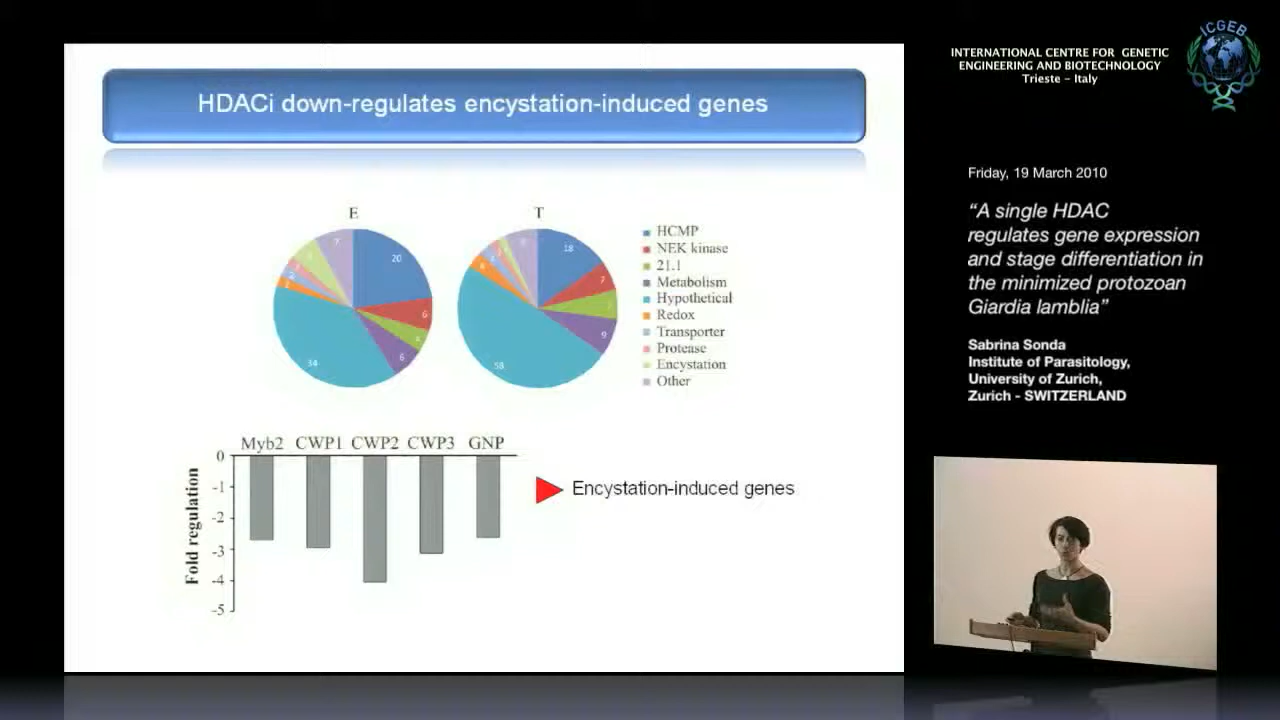 HDACi down-regulates encystation-induced genes
E
T
20
6
6
34
7
18
7
9
58
HCMP
NEK kinase
21.1
Metabolism
Hypothetical
Redox
Transporter
Protease
Encystation
Other
Myb2 CWP1 CWP2 CWP3 GNP
0
-1
-2
-3
-4
-5
Fold regulation
Encystation-induced genes
ICGEB
INTERNATIONAL CENTRE FOR GENETIC
ENGINEERING AND BIOTECHNOLOGY
Trieste – Italy
Friday, 19 March 2010
“A single HDAC
regulates gene expression
and stage differentiation in
the minimized protozoan
Giardia lamblia”
Sabrina Sonda
Institute of Parasitology,
University of Zurich,
Zurich - SWITZERLAND